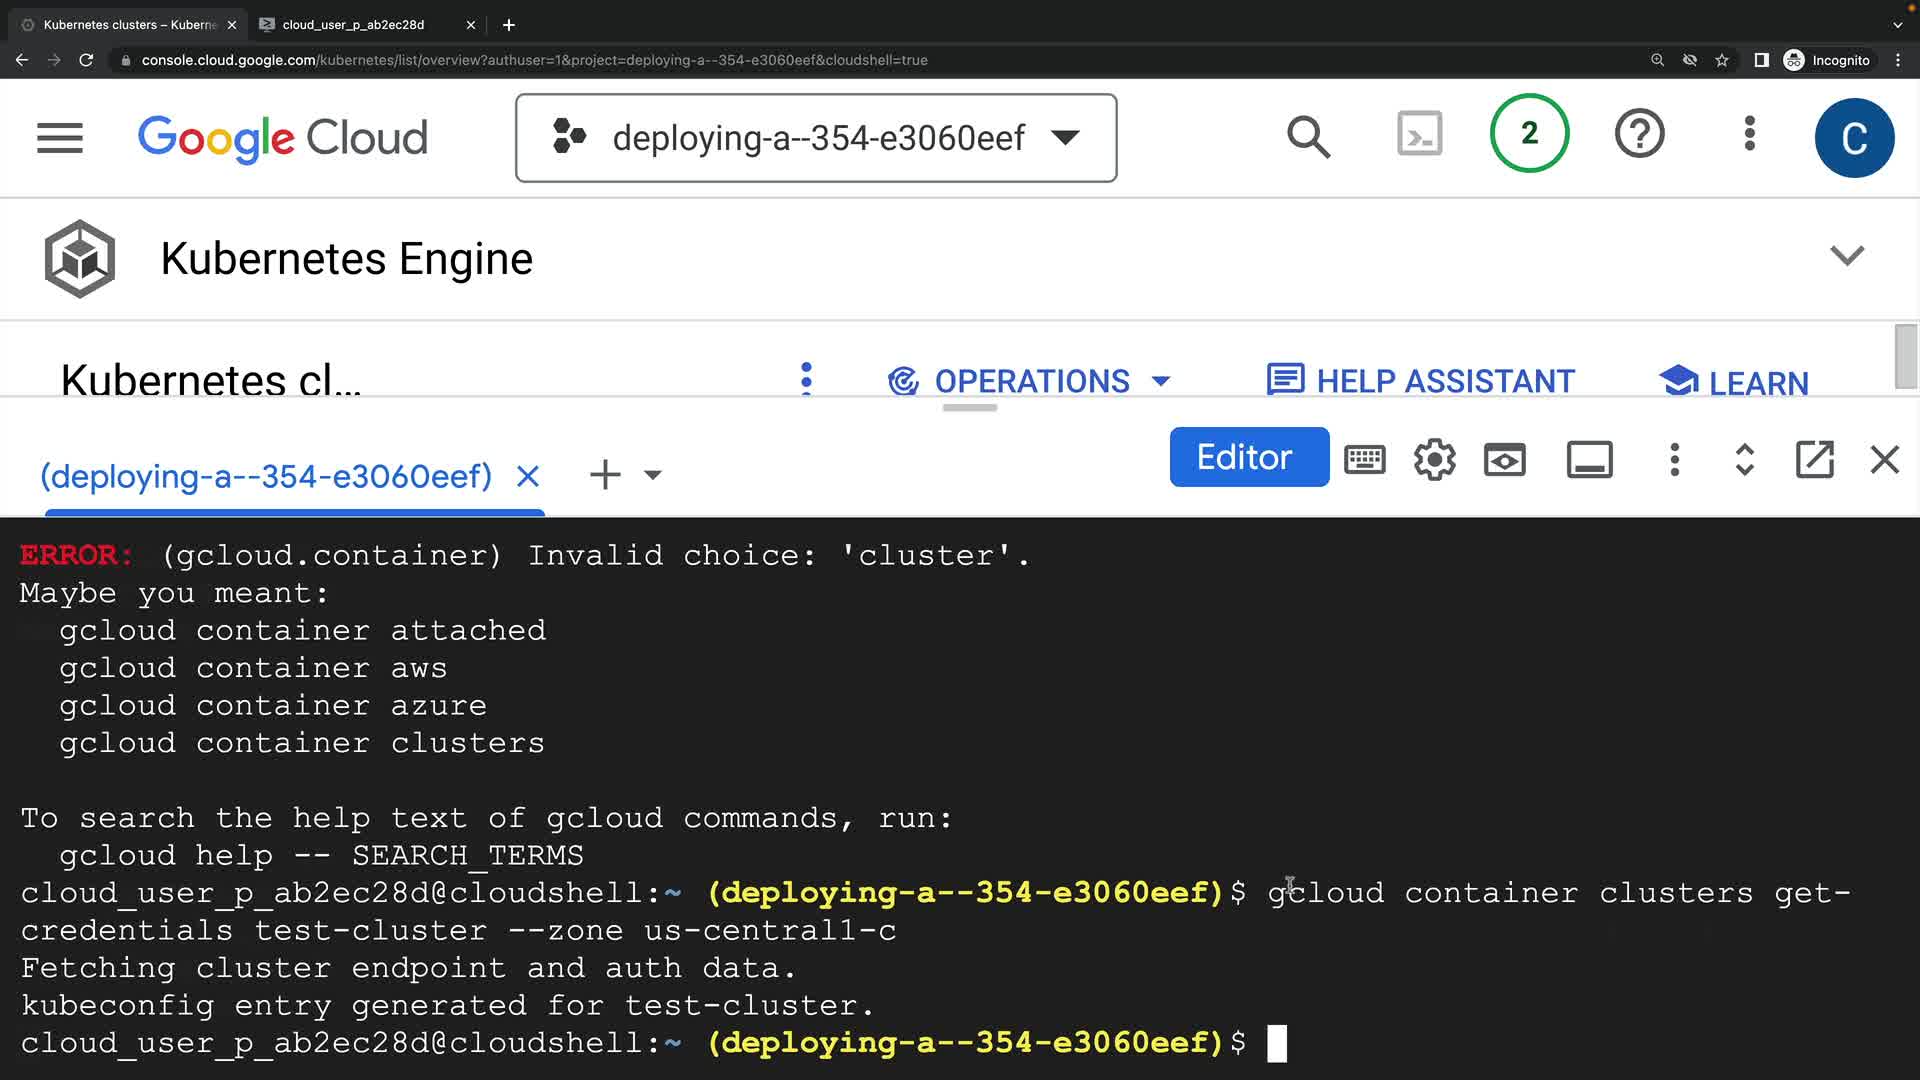 Kubernetes clusters – Kuberne
cloud_user_p_ab2ec28d
console.cloud.google.com/kubernetes/list/overview?authuser=1&project=deploying-a--354-e3060eef&cloudshell=true
Incognito
Google Cloud
deploying-a--354-e3060eef
2
C
Kubernetes Engine
Kubernetes cl...
OPERATIONS
HELP ASSISTANT
LEARN
(deploying-a--354-e3060eef)
Editor
ERROR: (gcloud.container) Invalid choice: 'cluster'.
Maybe you meant:
gcloud container attached
gcloud container aws
gcloud container azure
gcloud container clusters
To search the help text of gcloud commands, run:
gcloud help -- SEARCH_TERMS
cloud_user_p_ab2ec28d@cloudshell:~ (deploying-a--354-e3060eef)$ gcloud container clusters get-
credentials test-cluster --zone us-central1-c
Fetching cluster endpoint and auth data.
kubeconfig entry generated for test-cluster.
cloud_user_p_ab2ec28d@cloudshell:~ (deploying-a--354-e3060eef)$